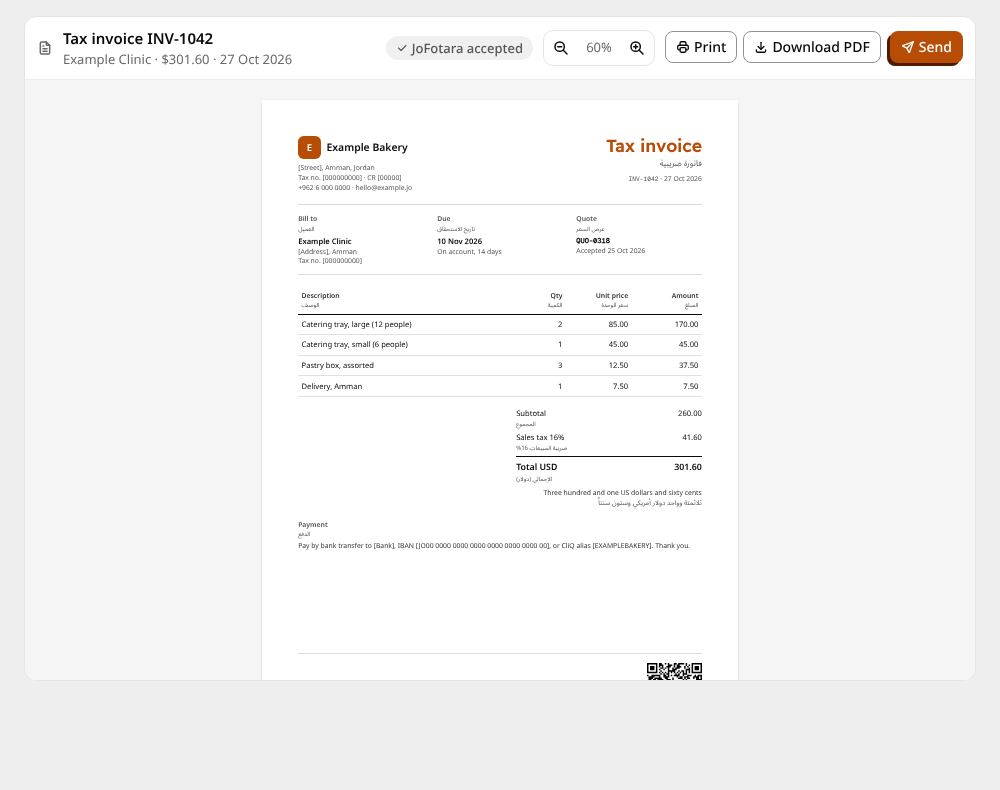 Tax invoice INV-1042
Example Clinic · $301.60 · 27 Oct 2026
JoFotara accepted
60%
Print
Download PDF
Send
E
Example Bakery
[Street], Amman, Jordan
Tax no. [000000000] · CR [00000]
+962 6 000 0000 · hello@example.jo
Tax invoice
فاتورة ضريبية
INV-1042 · 27 Oct 2026
Bill to
العميل
Example Clinic
[Address], Amman
Tax no. [000000000]
Due
تاريخ الاستحقاق
10 Nov 2026
On account, 14 days
Quote
عرض السعر
QUO-0318
Accepted 25 Oct 2026
Description Qty Unit price Amount
الوصف الكمية سعر الوحدة المبلغ
Catering tray, large (12 people) 2 85.00 170.00
Catering tray, small (6 people) 1 45.00 45.00
Pastry box, assorted 3 12.50 37.50
Delivery, Amman 1 7.50 7.50
Subtotal 260.00
المجموع
Sales tax 16% 41.60
ضريبة المبيعات 16%
Total USD 301.60
الإجمالي (دولار)
Three hundred and one US dollars and sixty cents
ثلاثمئة وواحد دولار أمريكي وستون سنتاً
Payment
الدفع
Pay by bank transfer to [Bank], IBAN [JO00 0000 0000 0000 0000 0000 0000 00], or CliQ alias [EXAMPLEBAKERY]. Thank you.